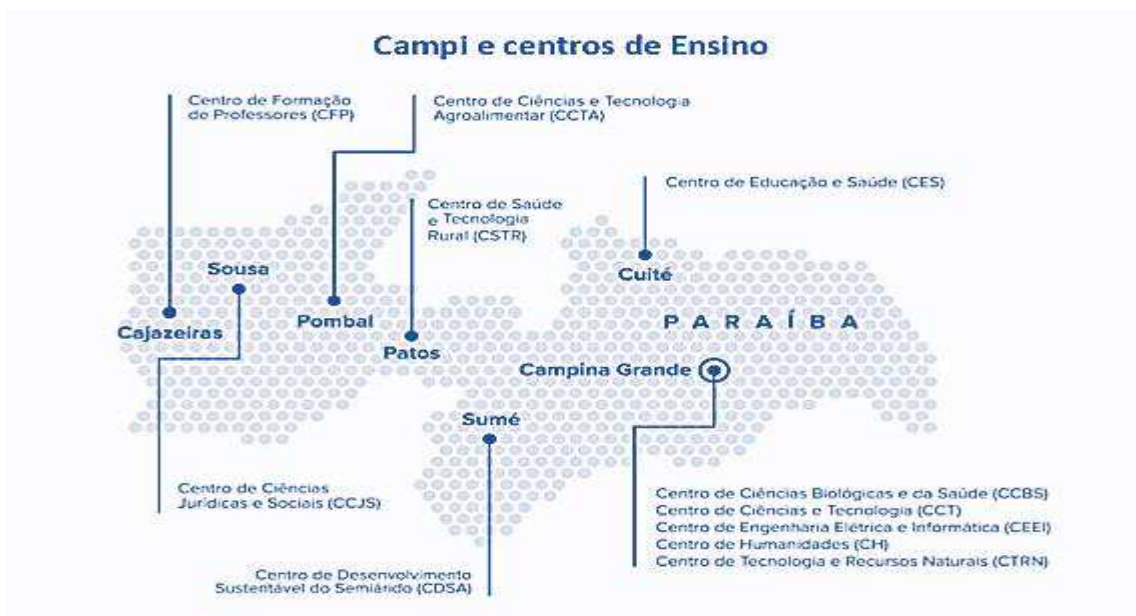 Campi e centros de Ensino
Centro de Formação
de Professores (CFP)
Centro de Ciências e Tecnologia
Agroalimentar (CCTA)
Centro de Educação e Saúde (CES)
Centro de Saúde
e Tecnologia
Rural (CSTR)
Sousa
Cuité
Cajazeiras
Pombal
PARAÍBA
Patos
Campina Grande
Sumé
Centro de Ciências
Jurídicas e Sociais (CCJS)
Centro de Ciências Biológicas e da Saúde (CCBS)
Centro de Ciências e Tecnologia (CCT)
Centro de Engenharia Elétrica e Informática (CEEI)
Centro de Humanidades (CH)
Centro de Tecnologia e Recursos Naturais (CTRN)
Centro de Desenvolvimento
Sustentável do Semiárido (CDSA)